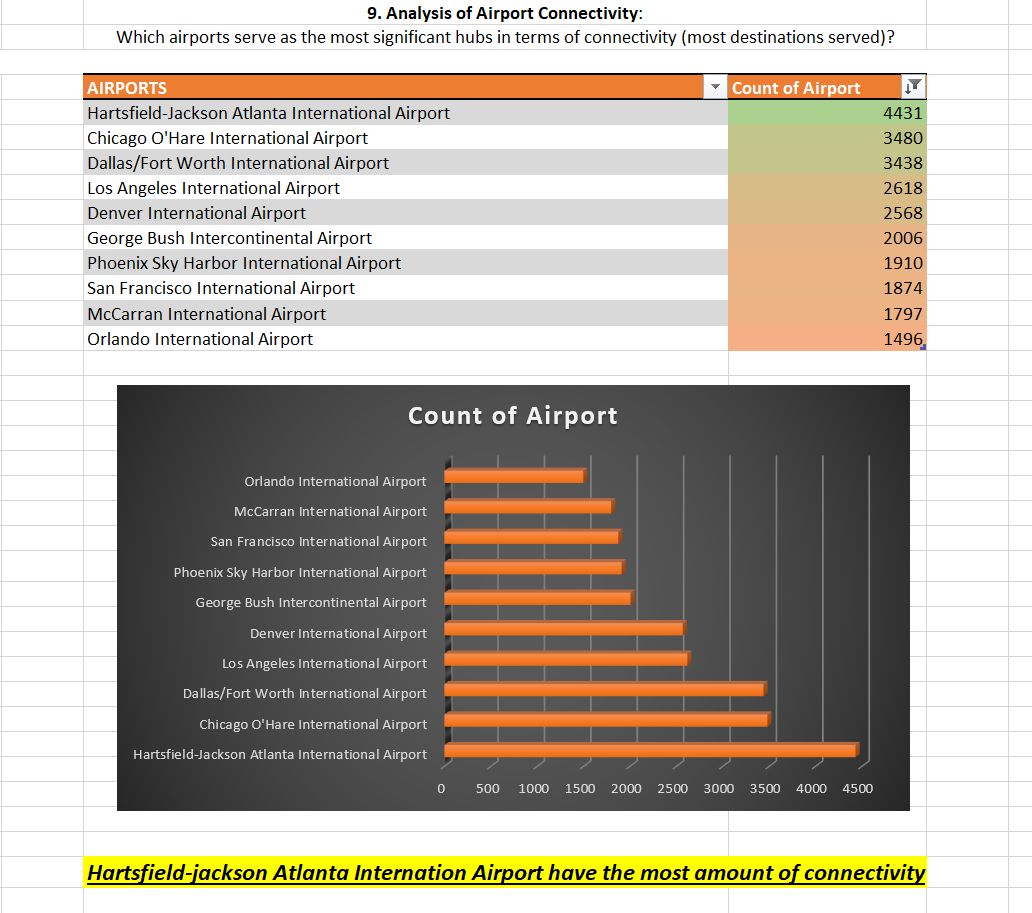 9. Analysis of Airport Connectivity:
Which airports serve as the most significant hubs in terms of connectivity (most destinations served)?
AIRPORTS Count of Airport
Hartsfield-Jackson Atlanta International Airport 4431
Chicago O'Hare International Airport 3480
Dallas/Fort Worth International Airport 3438
Los Angeles International Airport 2618
Denver International Airport 2568
George Bush Intercontinental Airport 2006
Phoenix Sky Harbor International Airport 1910
San Francisco International Airport 1874
McCarran International Airport 1797
Orlando International Airport 1496
Count of Airport
Orlando International Airport
McCarran International Airport
San Francisco International Airport
Phoenix Sky Harbor International Airport
George Bush Intercontinental Airport
Denver International Airport
Los Angeles International Airport
Dallas/Fort Worth International Airport
Chicago O'Hare International Airport
Hartsfield-Jackson Atlanta International Airport
0 500 1000 1500 2000 2500 3000 3500 4000 4500
Hartsfield-jackson Atlanta Internation Airport have the most amount of connectivity